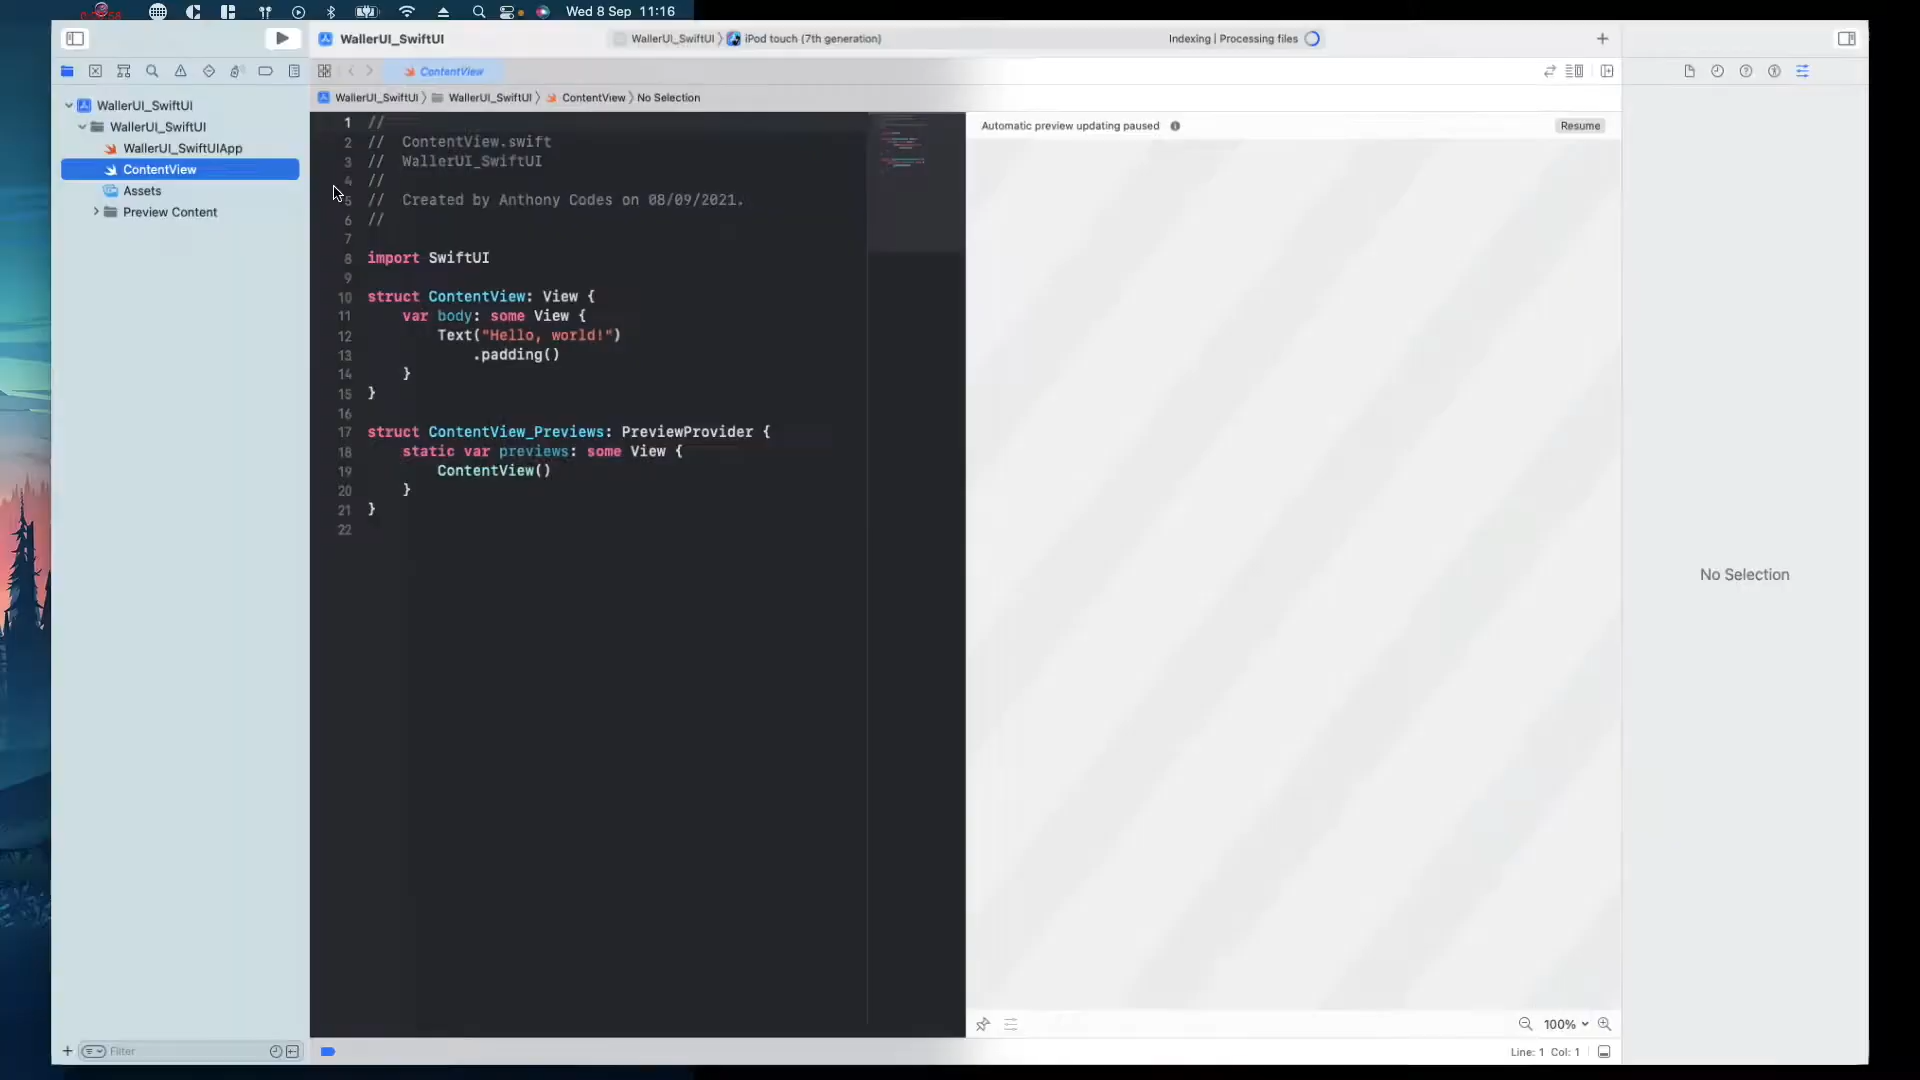 Wed 8 Sep 11:16
WallerUI_SwiftUI
WallerUI_SwiftUI
iPod touch (7th generation)
Indexing | Processing files
ContentView
WallerUI_SwiftUI
WallerUI_SwiftUI
ContentView
No Selection
WallerUI_SwiftUI
WallerUI_SwiftUI
WallerUI_SwiftUIApp
ContentView
Assets
Preview Content
1 //
2 // ContentView.swift
3 // WallerUI_SwiftUI
4 //
5 // Created by Anthony Codes on 08/09/2021.
6 //
7
8 import SwiftUI
9
10 struct ContentView: View {
11 var body: some View {
12 Text("Hello, world!")
13 .padding()
14 }
15 }
16
17 struct ContentView_Previews: PreviewProvider {
18 static var previews: some View {
19 ContentView()
20 }
21 }
22
Automatic preview updating paused
Resume
No Selection
100%
Filter
Line: 1 Col: 1